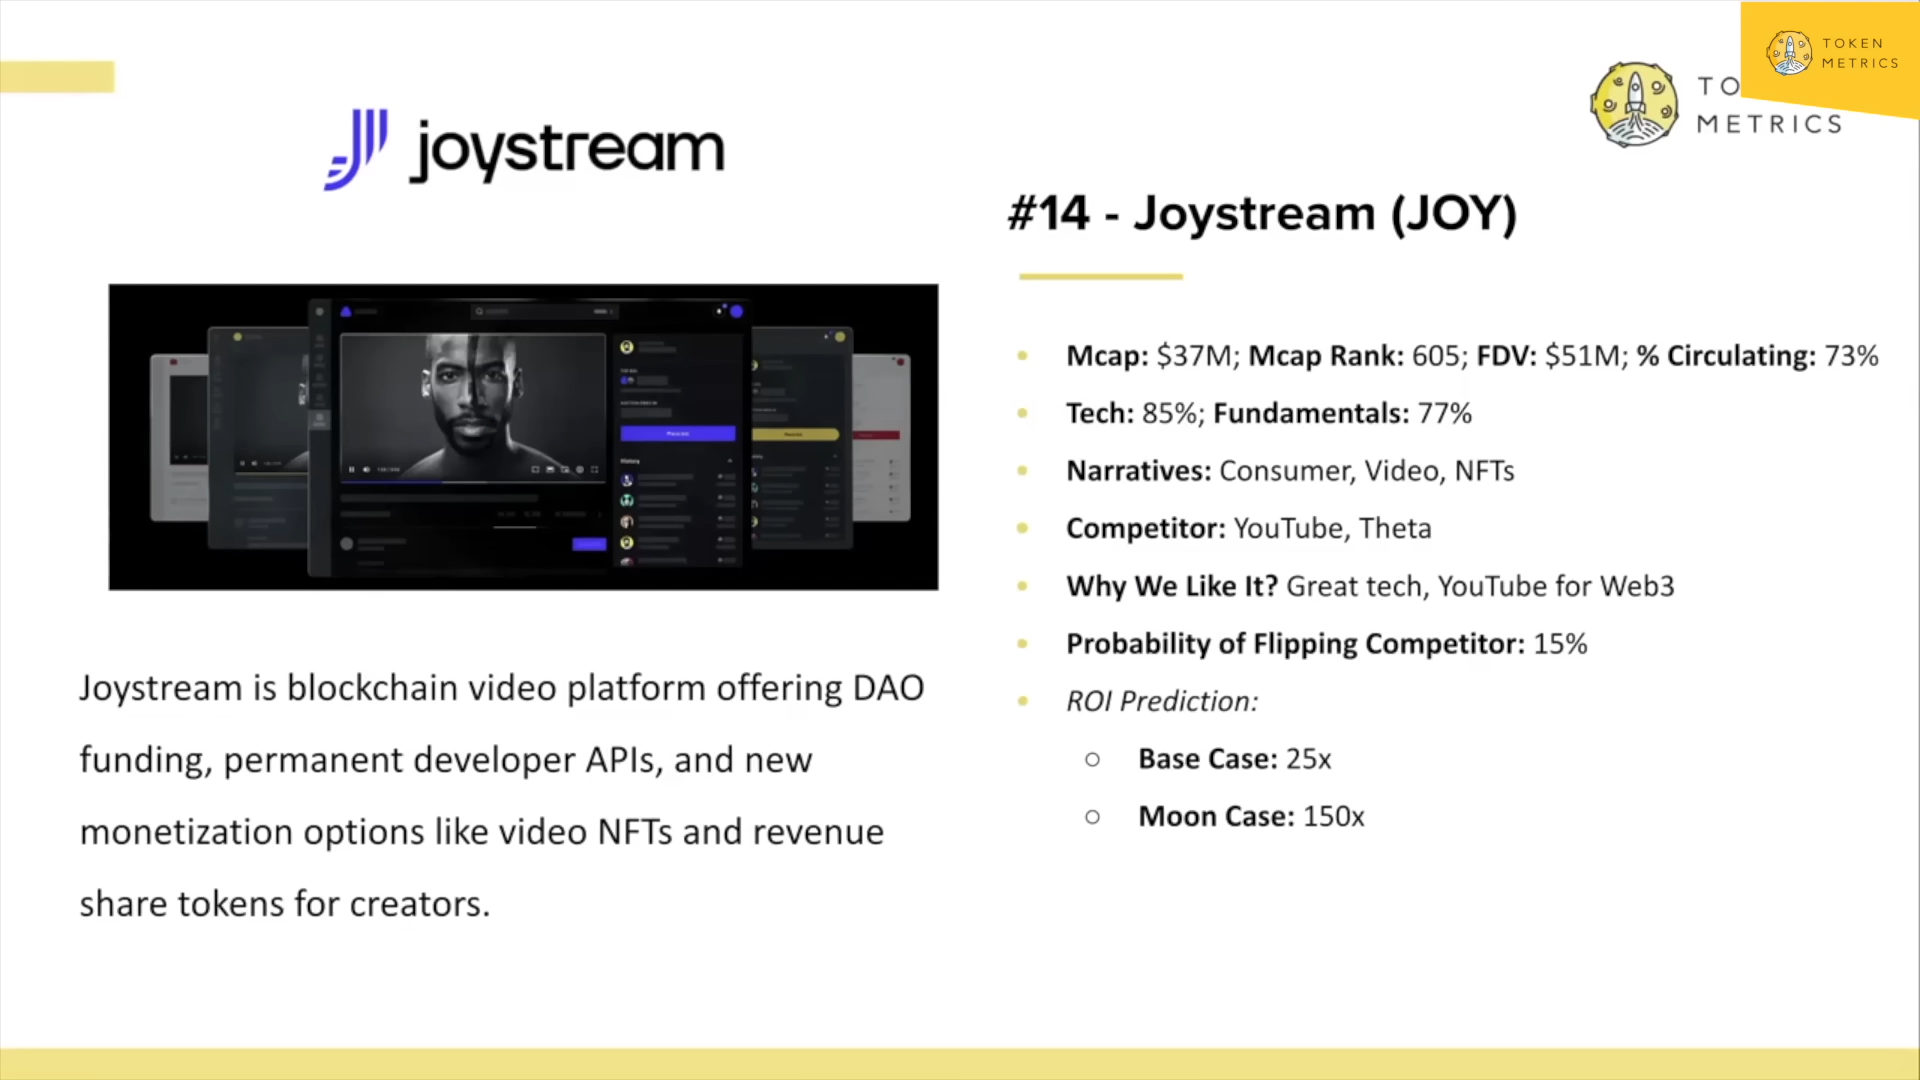 TOKEN
METRICS
TO
METRICS
joystream
#14 - Joystream (JOY)
Mcap: $37M; Mcap Rank: 605; FDV: $51M; % Circulating: 73%
Tech: 85%; Fundamentals: 77%
Narratives: Consumer, Video, NFTs
Competitor: YouTube, Theta
Why We Like It? Great tech, YouTube for Web3
Probability of Flipping Competitor: 15%
ROI Prediction:
Base Case: 25x
Moon Case: 150x
Joystream is blockchain video platform offering DAO
funding, permanent developer APIs, and new
monetization options like video NFTs and revenue
share tokens for creators.